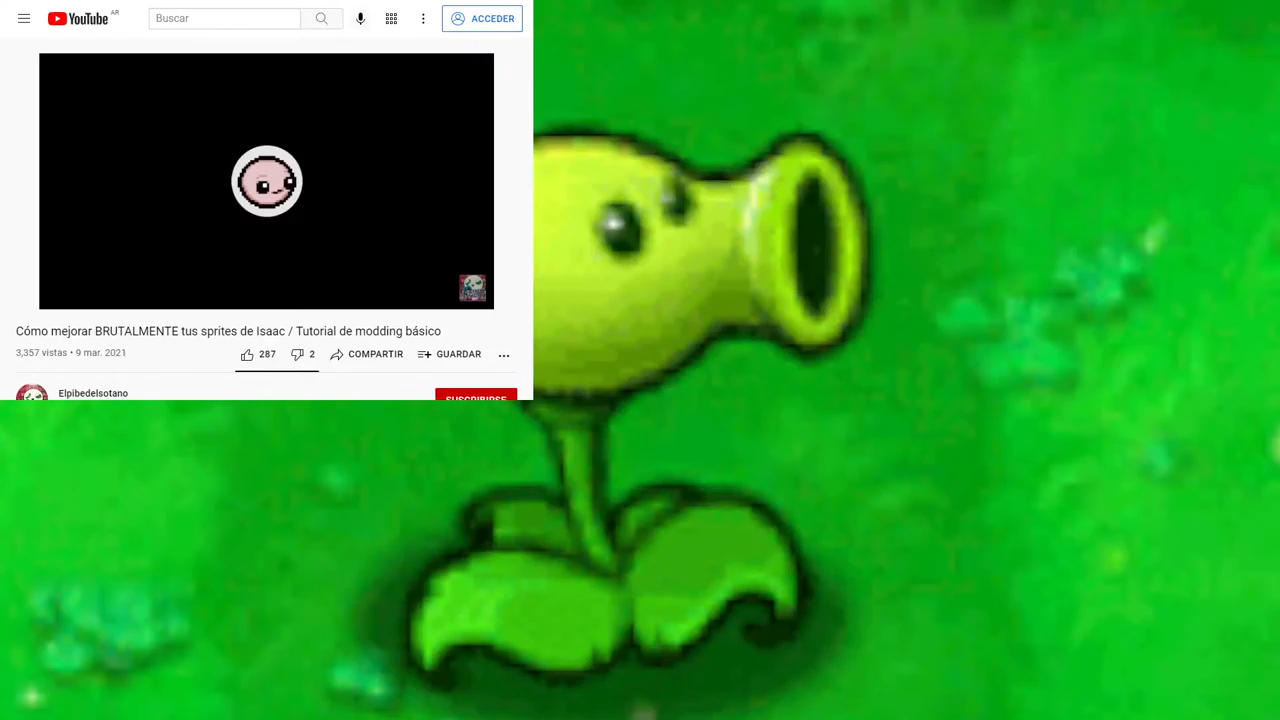 YouTube AR
Buscar
ACCEDER
Cómo mejorar BRUTALMENTE tus sprites de Isaac / Tutorial de modding básico
3,357 vistas • 9 mar. 2021
287
2
COMPARTIR
GUARDAR
Elpibedelsotano
SUSCRIBIRSE